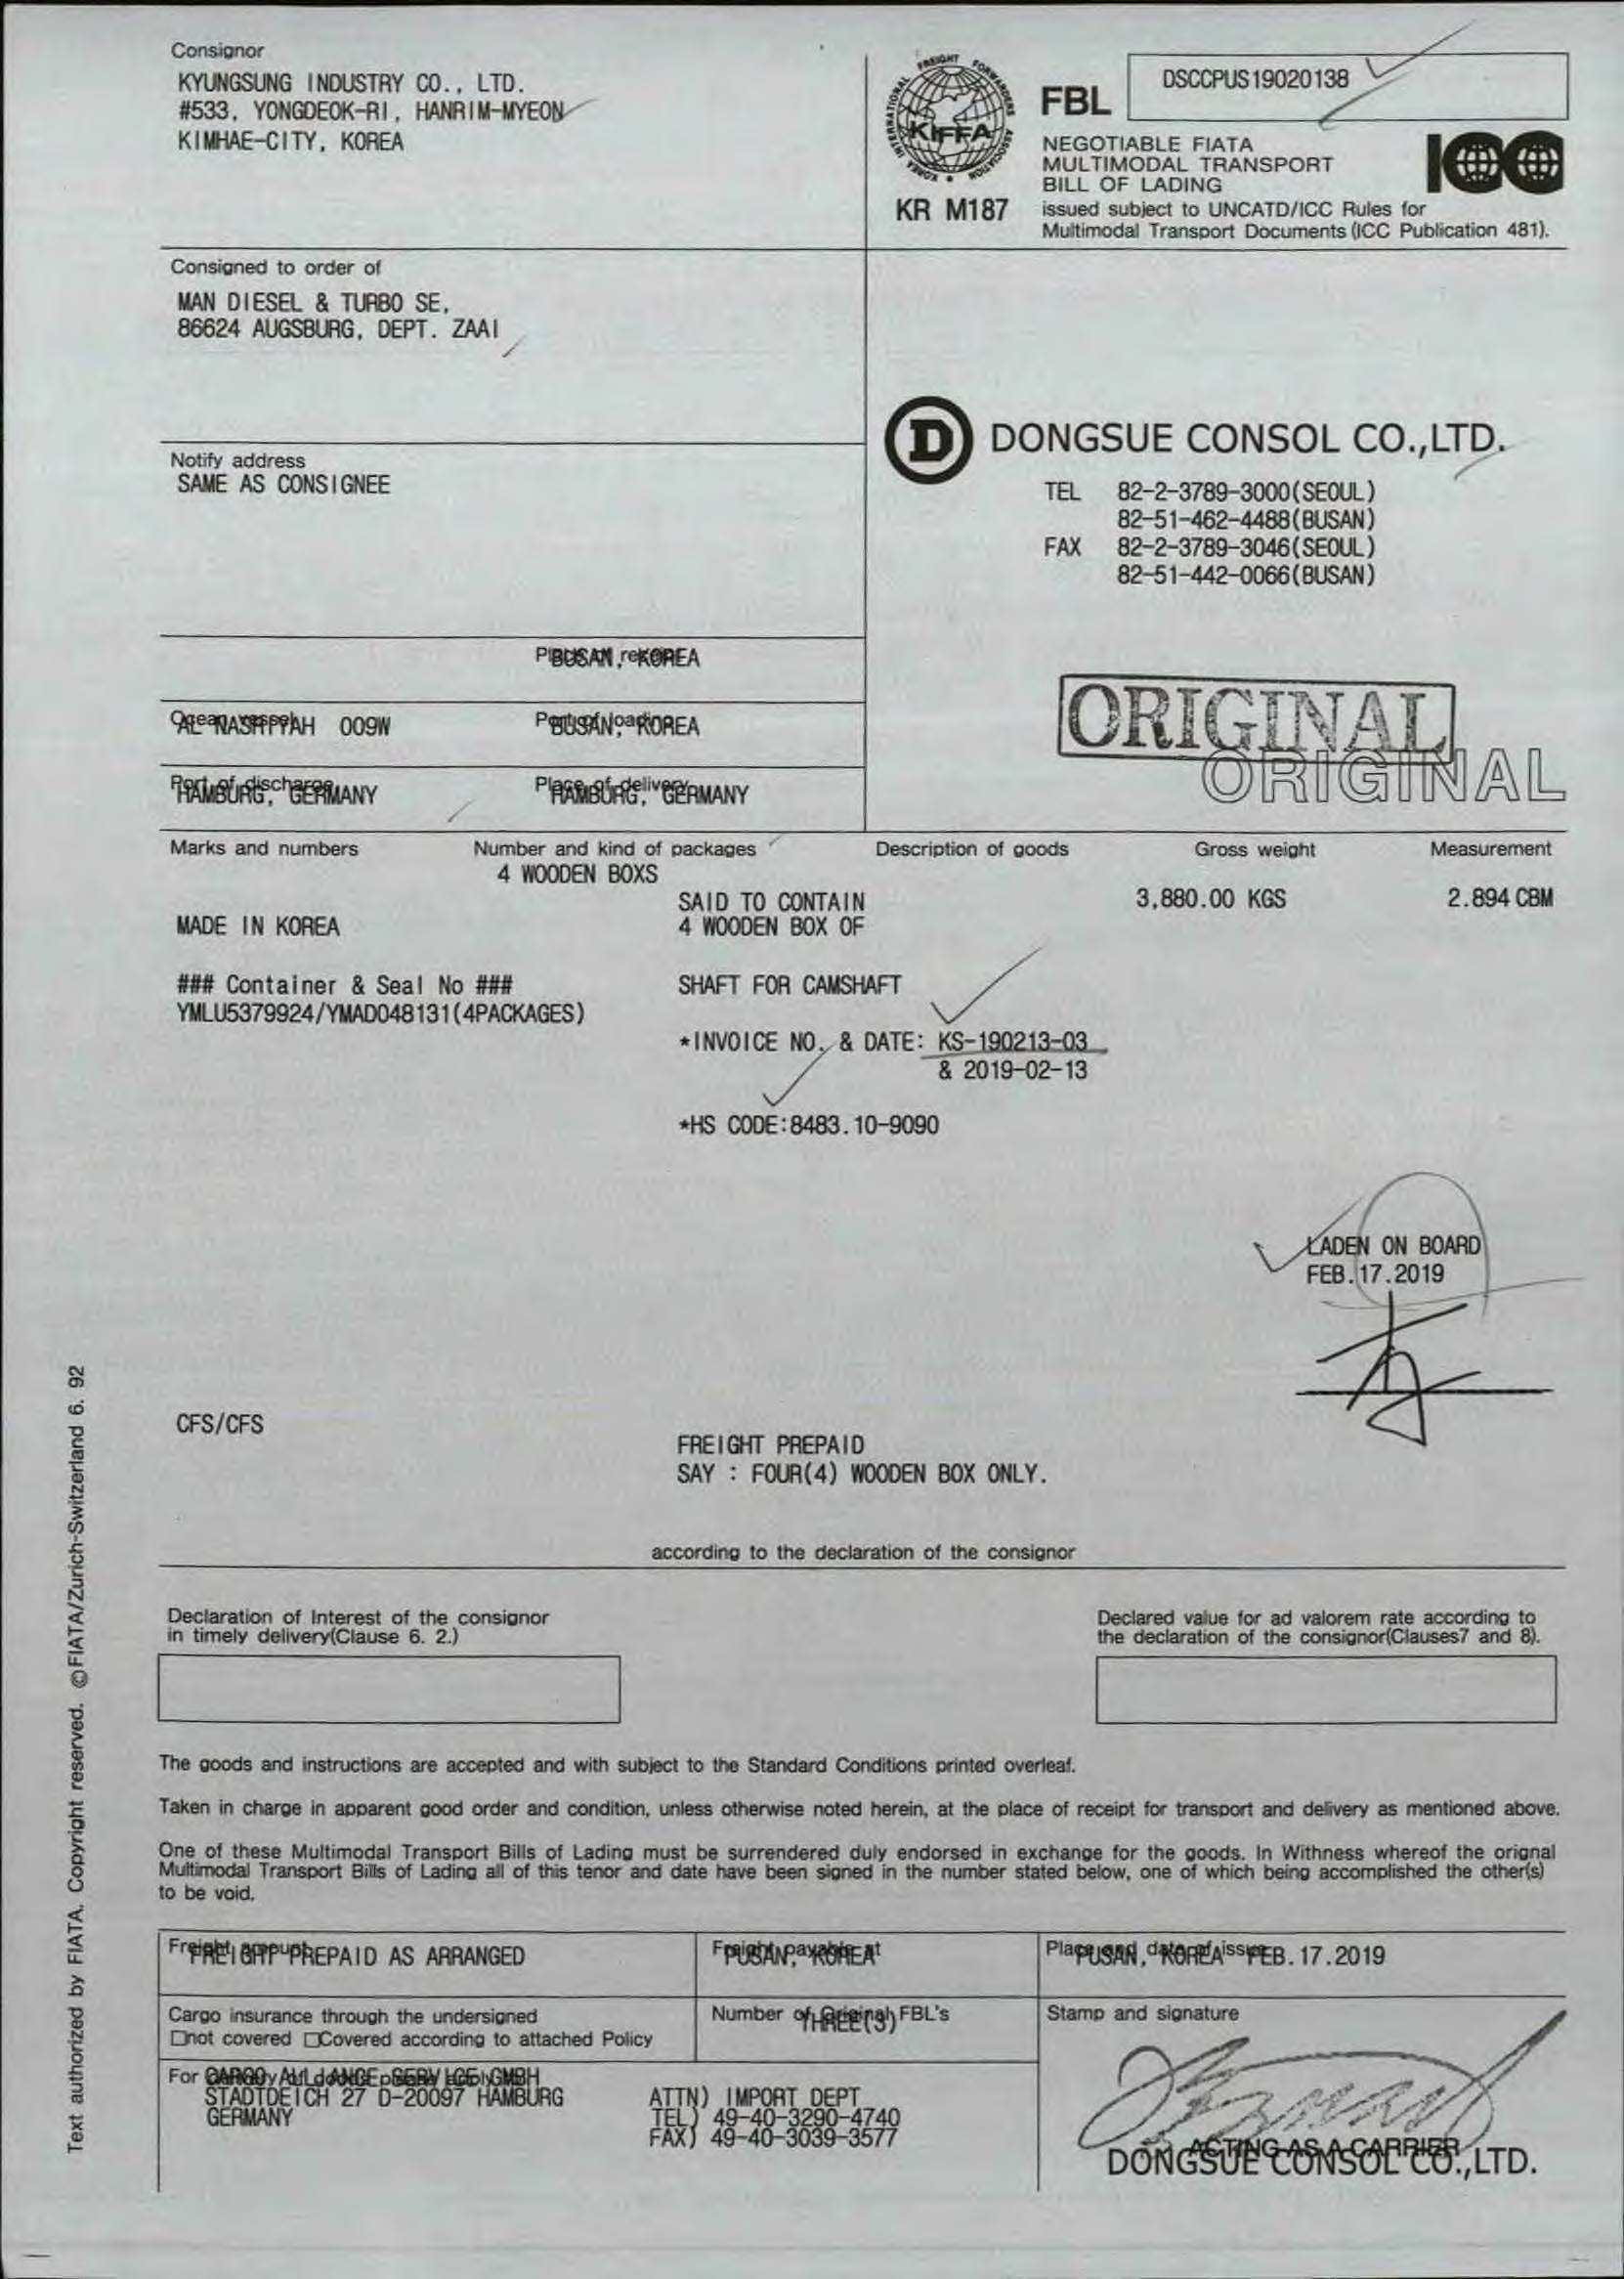 Consignor
KYUNGSUNG INDUSTRY CO., LTD.
#533, YONGDEOK-RI, HANRIM-MYEON
KIMHAE-CITY, KOREA
KOREA INTERNATIONAL FREIGHT FORWARDERS ASSOCIATION
KIFFA
KR M187
FBL
DSCCPUS19020138
NEGOTIABLE FIATA
MULTIMODAL TRANSPORT
BILL OF LADING
ICC
issued subject to UNCATD/ICC Rules for
Multimodal Transport Documents (ICC Publication 481).
Consigned to order of
MAN DIESEL & TURBO SE,
86624 AUGSBURG, DEPT. ZAAI
D DONGSUE CONSOL CO.,LTD.
TEL 82-2-3789-3000(SEOUL)
82-51-462-4488(BUSAN)
FAX 82-2-3789-3046(SEOUL)
82-51-442-0066(BUSAN)
Notify address
SAME AS CONSIGNEE
Place of receipt
BUSAN, KOREA
Ocean vessel
AL NASRIYAH 009W
Port of loading
BUSAN, KOREA
Port of discharge
HAMBURG, GERMANY
Place of delivery
HAMBURG, GERMANY
ORIGINAL
ORIGINAL
Marks and numbers Number and kind of packages Description of goods Gross weight Measurement
4 WOODEN BOXS
SAID TO CONTAIN 3,880.00 KGS 2.894 CBM
MADE IN KOREA 4 WOODEN BOX OF
### Container & Seal No ### SHAFT FOR CAMSHAFT
YMLU5379924/YMAD048131(4PACKAGES)
*INVOICE NO. & DATE: KS-190213-03
& 2019-02-13
*HS CODE:8483.10-9090
LADEN ON BOARD
FEB.17.2019
CFS/CFS
FREIGHT PREPAID
SAY : FOUR(4) WOODEN BOX ONLY.
according to the declaration of the consignor
Declaration of Interest of the consignor
in timely delivery(Clause 6. 2.)
Declared value for ad valorem rate according to
the declaration of the consignor(Clauses7 and 8).
The goods and instructions are accepted and with subject to the Standard Conditions printed overleaf.
Taken in charge in apparent good order and condition, unless otherwise noted herein, at the place of receipt for transport and delivery as mentioned above.
One of these Multimodal Transport Bills of Lading must be surrendered duly endorsed in exchange for the goods. In Withness whereof the orignal
Multimodal Transport Bills of Lading all of this tenor and date have been signed in the number stated below, one of which being accomplished the other(s)
to be void.
Freight amount
FREIGHT PREPAID AS ARRANGED
Freight payable at
PUSAN, KOREA
Place and date of issue
PUSAN, KOREA FEB.17.2019
Cargo insurance through the undersigned
□not covered □Covered according to attached Policy
Number of Original FBL's
THREE(3)
Stamp and signature
For
CARGO ALLIANCE SERVICE GMBH
STADTDEICH 27 D-20097 HAMBURG
GERMANY
ATTN) IMPORT DEPT
TEL) 49-40-3290-4740
FAX) 49-40-3039-3577
ACTING AS A CARRIER
DONGSUE CONSOL CO.,LTD.
Text authorized by FIATA. Copyright reserved. ©FIATA/Zurich-Switzerland 6. 92